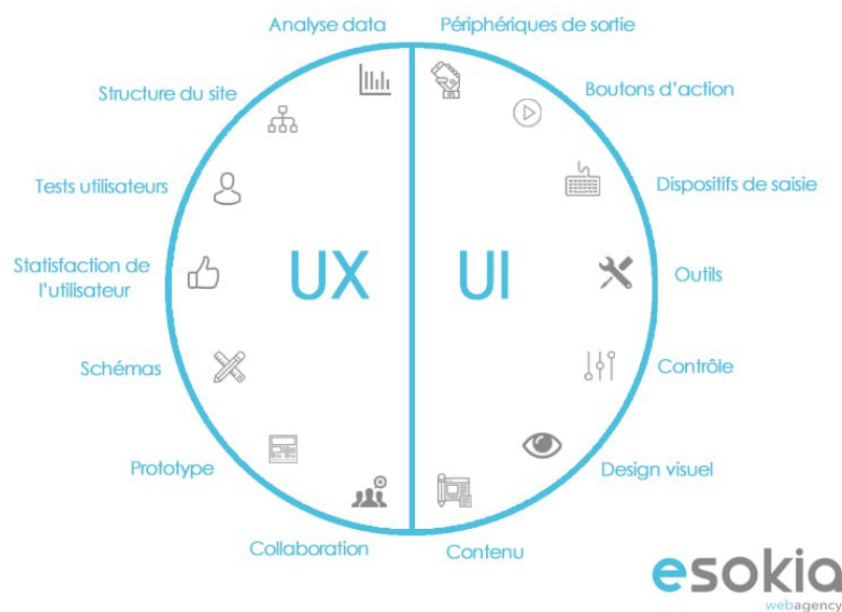 Analyse data
Périphériques de sortie
Structure du site
Boutons d'action
Tests utilisateurs
Dispositifs de saisie
Statisfaction de
l'utilisateur
UX
UI
Outils
Schémas
Contrôle
Prototype
Design visuel
Collaboration
Contenu
esokia
webagency